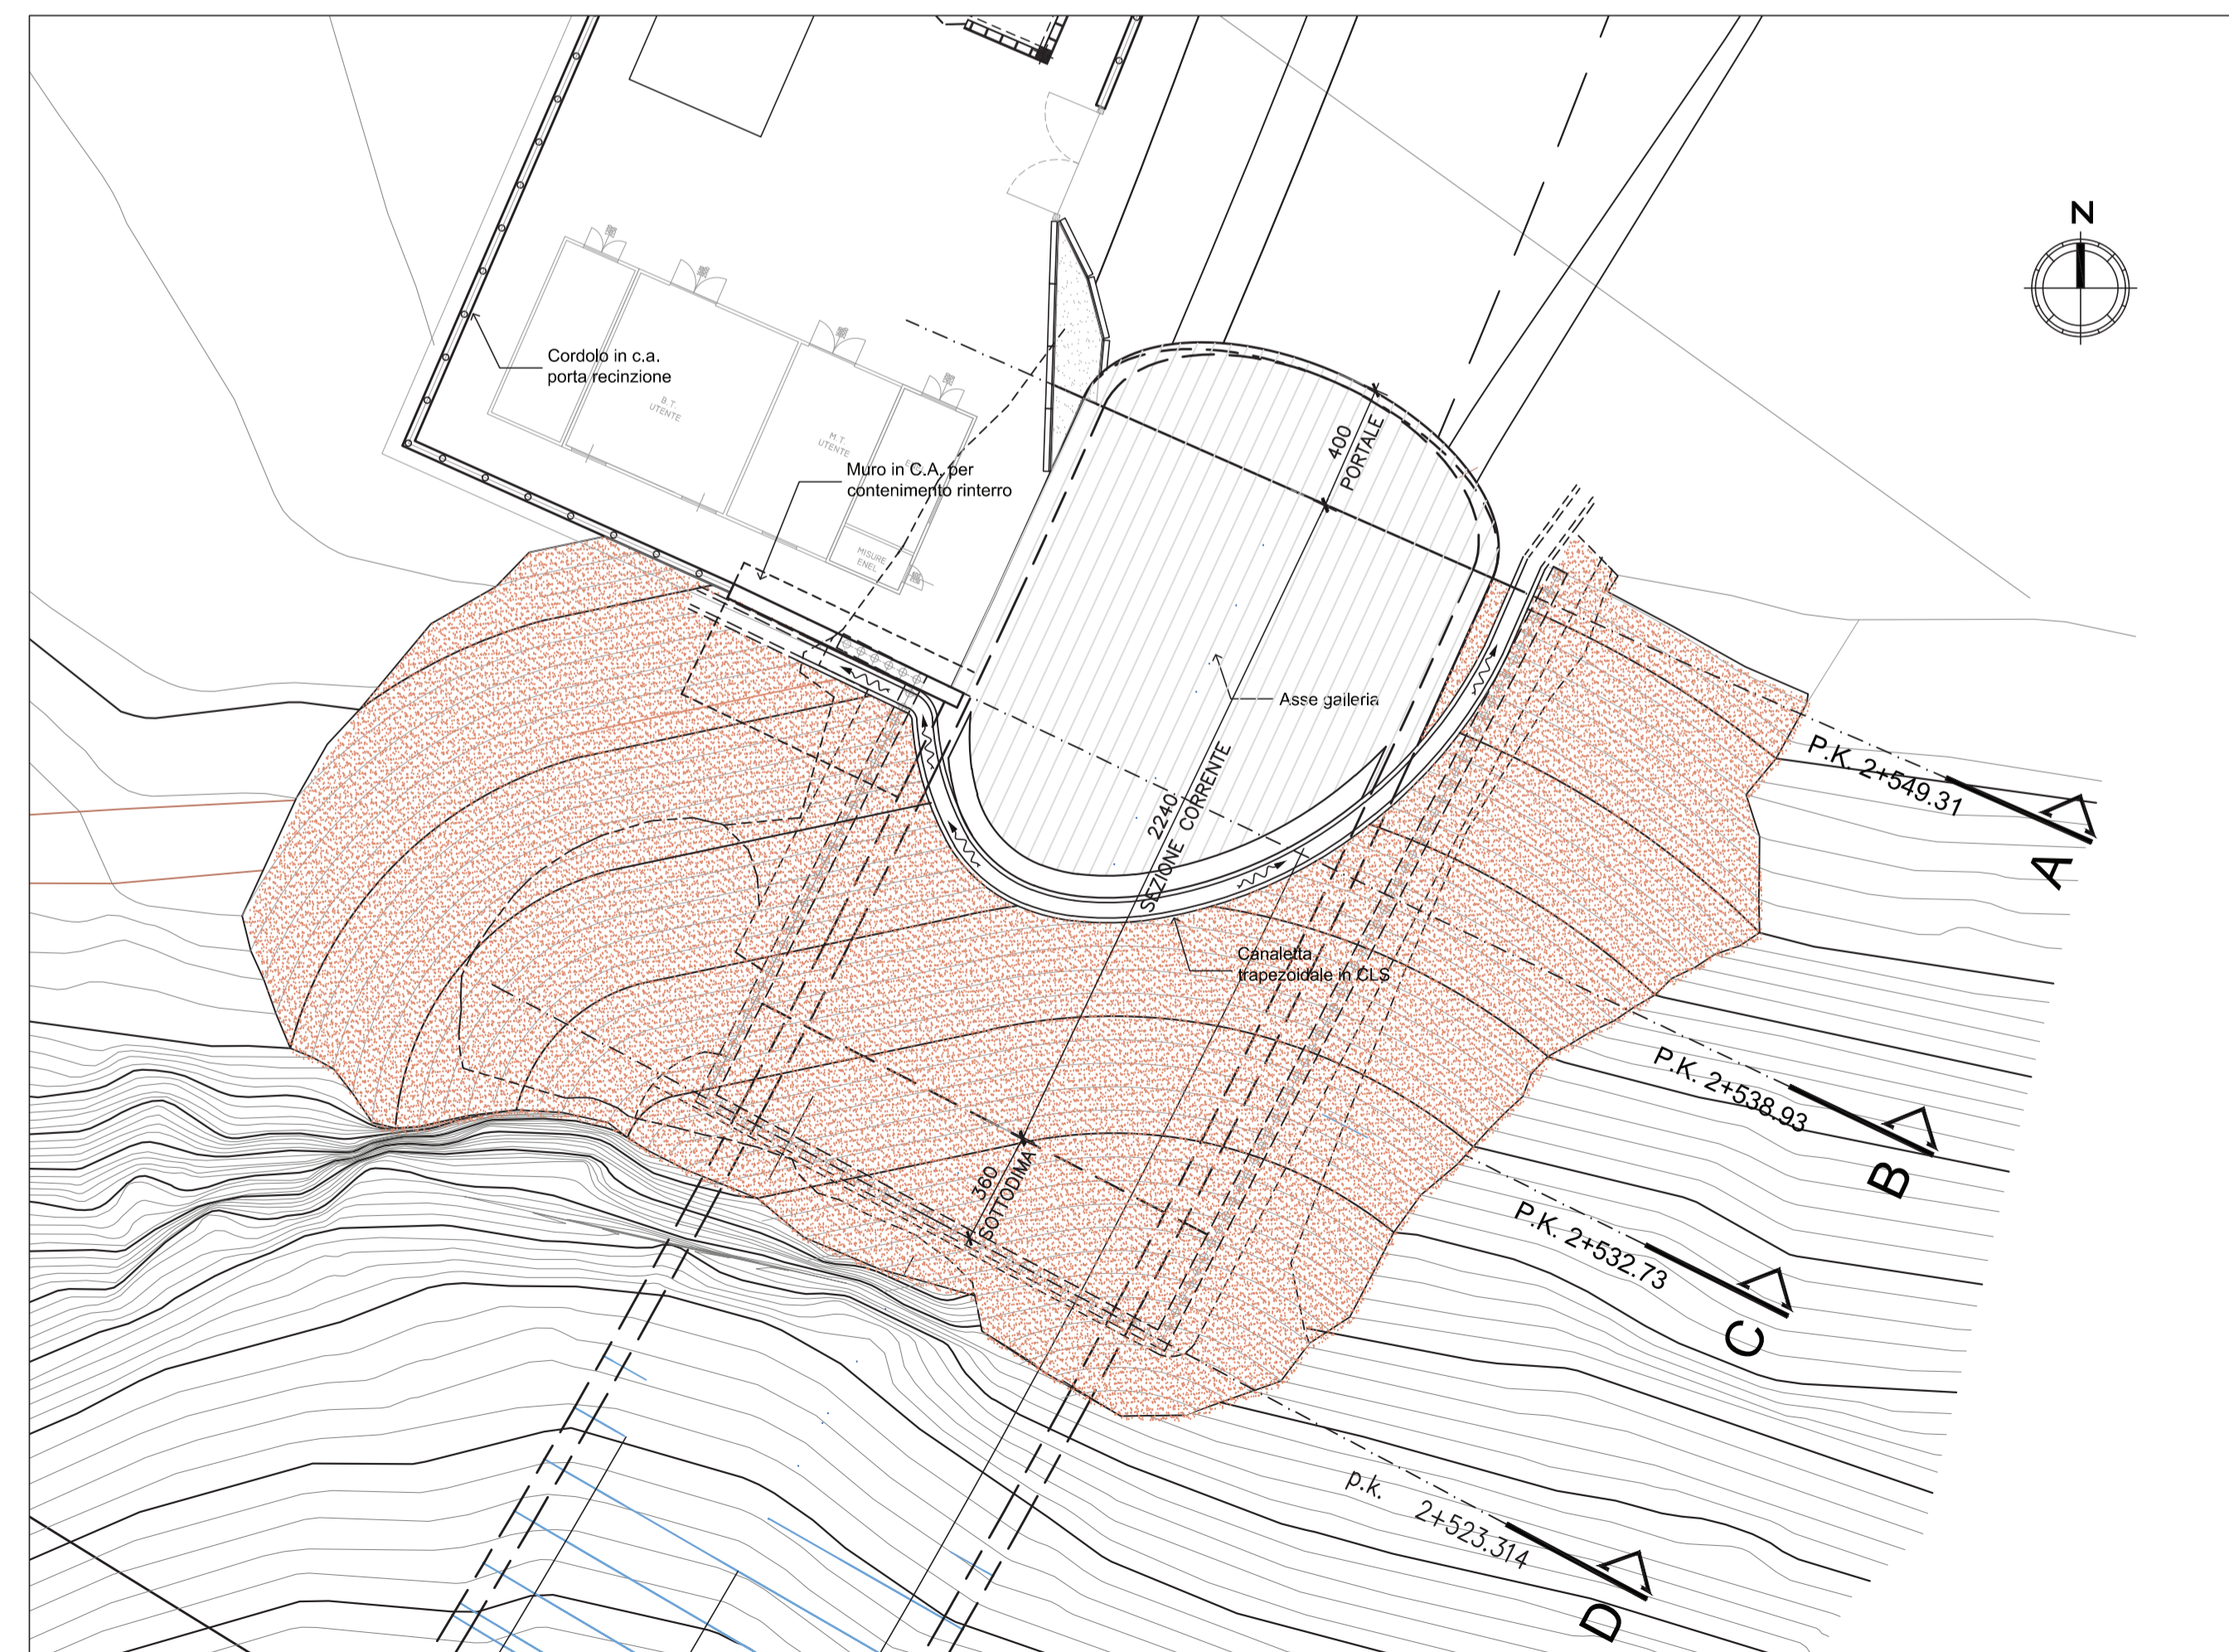 N
Cordolo in c.a.
porta recinzione
B.T.
UTENTE
M.T.
UTENTE
Muro in C.A. per
contenimento rinterro
MISURE
ENEL
400
PORTALE
Asse galleria
2240
SEZIONE CORRENTE
Canaletta
trapezoidale in CLS
360
SOTTODIMA
P.K. 2+549.31
A
P.K. 2+538.93
B
P.K. 2+532.73
C
p.k. 2+523.314
D